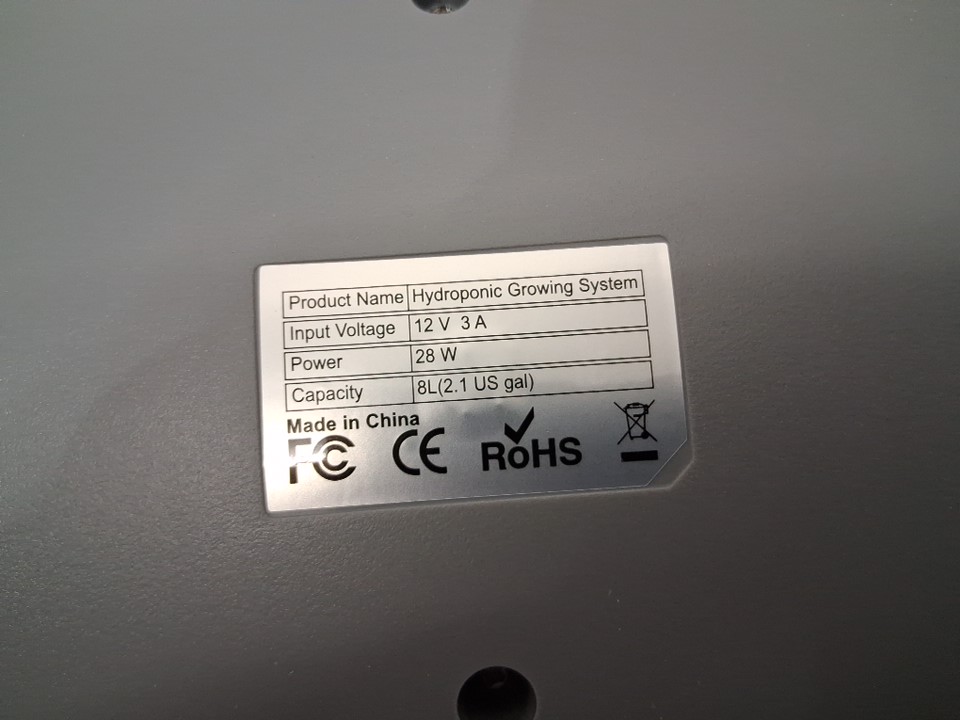 Product Name Hydroponic Growing System
Input Voltage 12 V 3 A
Power 28 W
Capacity 8L(2.1 US gal)
Made in China
FC CE RoHS